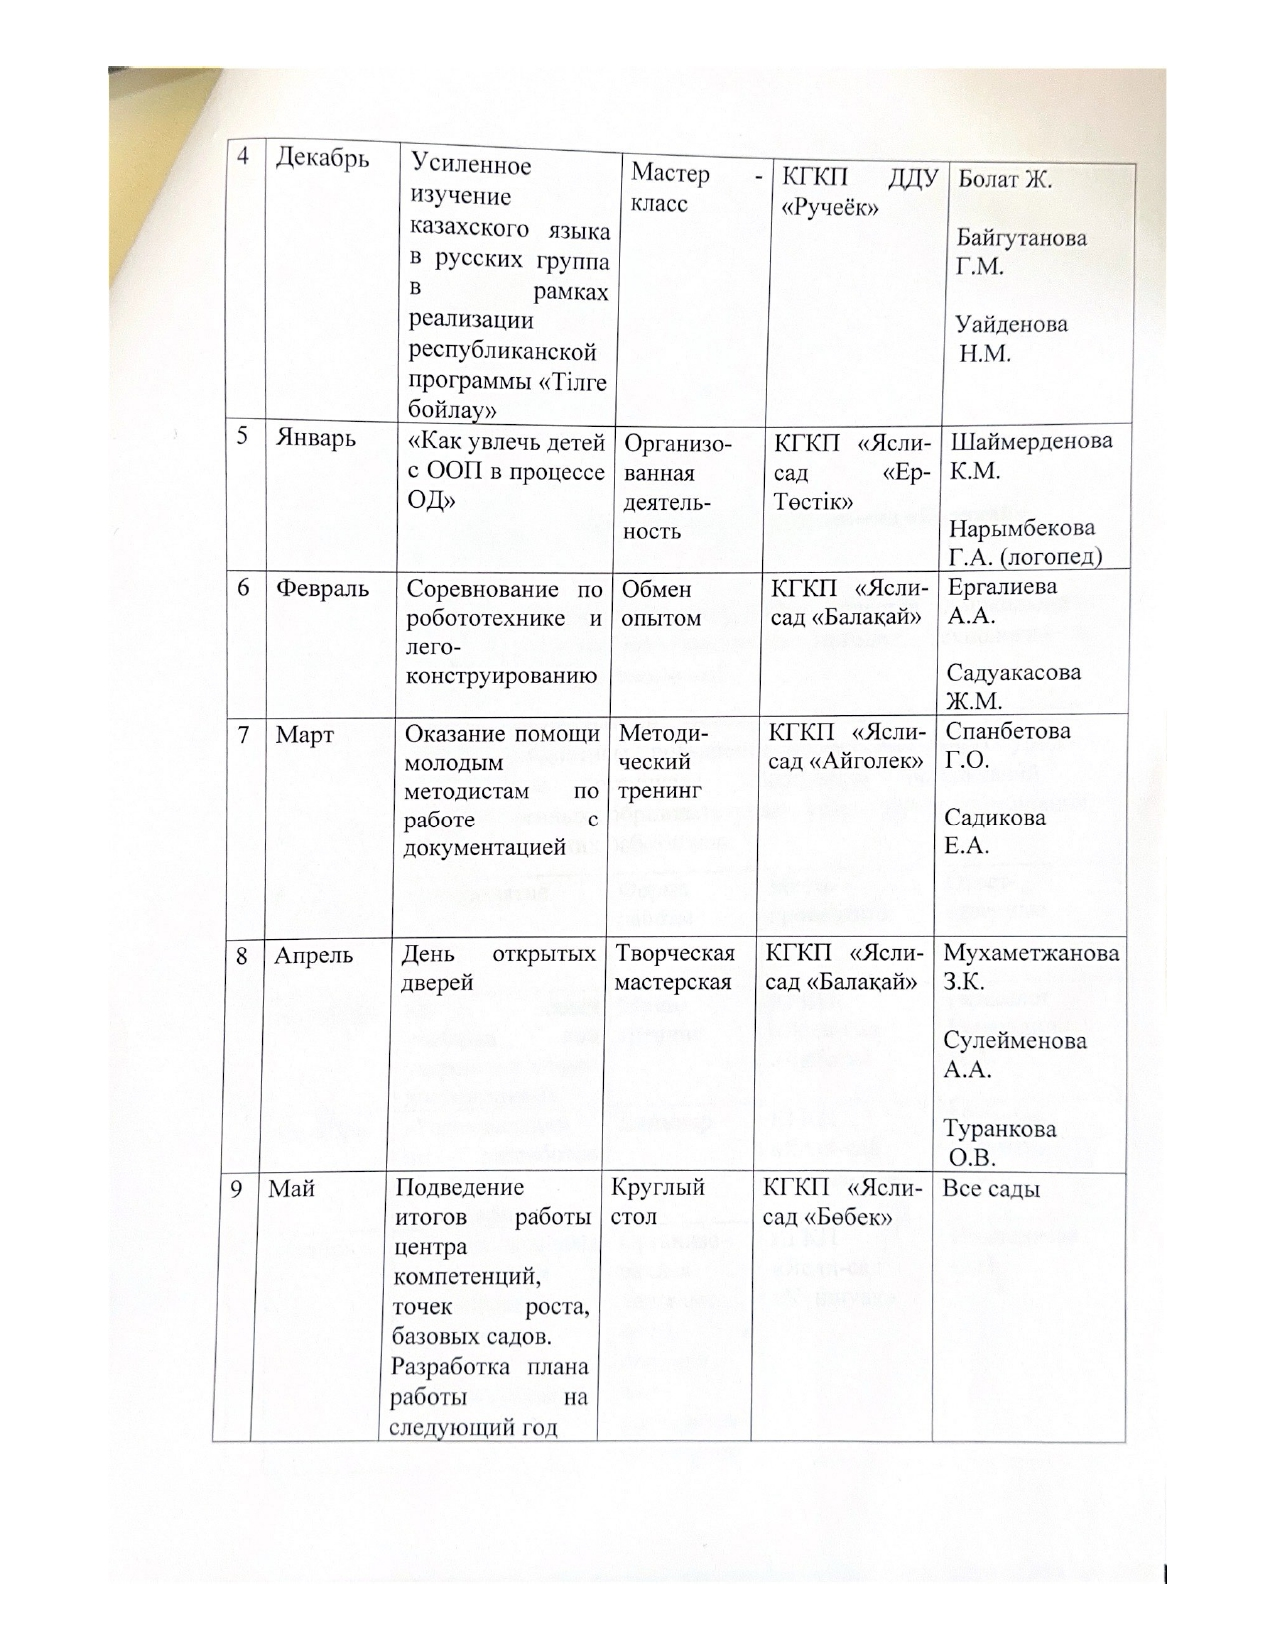 4
Декабрь
Усиленное
изучение
казахского языка
в русских группа
в рамках
реализации
республиканской
программы «Тілге
бойлау»
Мастер -
класс
КГКП ДДУ
«Ручеёк»
Болат Ж.
Байгутанова
Г.М.
Уайденова
Н.М.
5
Январь
«Как увлечь детей
с ООП в процессе
ОД»
Организо-
ванная
деятель-
ность
КГКП «Ясли-
сад «Ер-
Төстік»
Шаймерденова
К.М.
Нарымбекова
Г.А. (логопед)
6
Февраль
Соревнование по
робототехнике и
лего-
конструированию
Обмен
опытом
КГКП «Ясли-
сад «Балақай»
Ергалиева
А.А.
Садуакасова
Ж.М.
7
Март
Оказание помощи
молодым
методистам по
работе с
документацией
Методи-
ческий
тренинг
КГКП «Ясли-
сад «Айголек»
Спанбетова
Г.О.
Садикова
Е.А.
8
Апрель
День открытых
дверей
Творческая
мастерская
КГКП «Ясли-
сад «Балақай»
Мухаметжанова
З.К.
Сулейменова
А.А.
Туранкова
О.В.
9
Май
Подведение
итогов работы
центра
компетенций,
точек роста,
базовых садов.
Разработка плана
работы на
следующий год
Круглый
стол
КГКП «Ясли-
сад «Бөбек»
Все сады